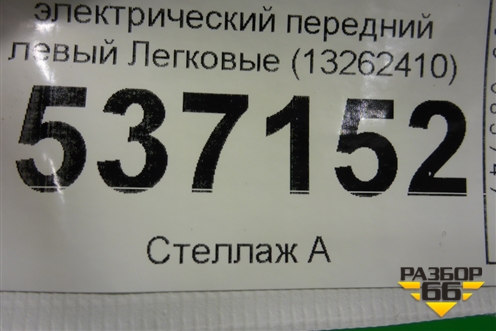 электрический передний
левый Легковые (13262410)
537152
Стеллаж А
РАЗБОР
66